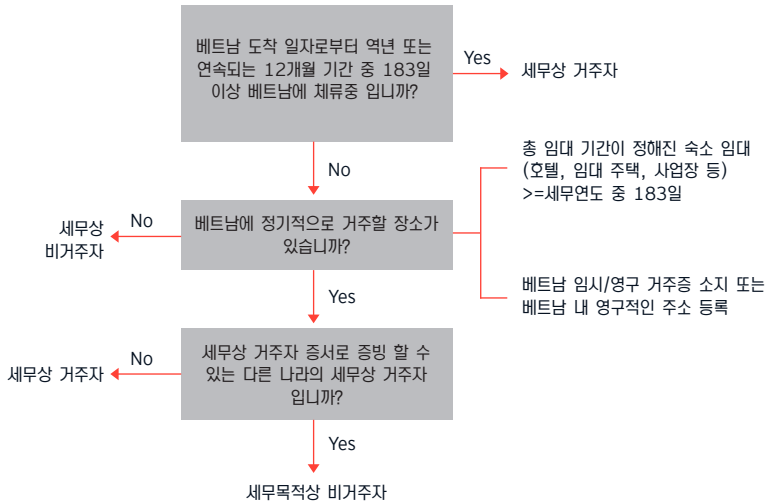 베트남 도착 일자로부터 역년 또는
연속되는 12개월 기간 중 183일
이상 베트남에 체류중 입니까?
Yes
세무상 거주자
No
총 임대 기간이 정해진 숙소 임대
(호텔, 임대 주택, 사업장 등)
>=세무연도 중 183일
베트남에 정기적으로 거주할 장소가
있습니까?
No
세무상
비거주자
베트남 임시/영구 거주증 소지 또는
베트남 내 영구적인 주소 등록
Yes
세무상 거주자 증서로 증빙 할 수
있는 다른 나라의 세무상 거주자
입니까?
No
세무상 거주자
Yes
세무목적상 비거주자